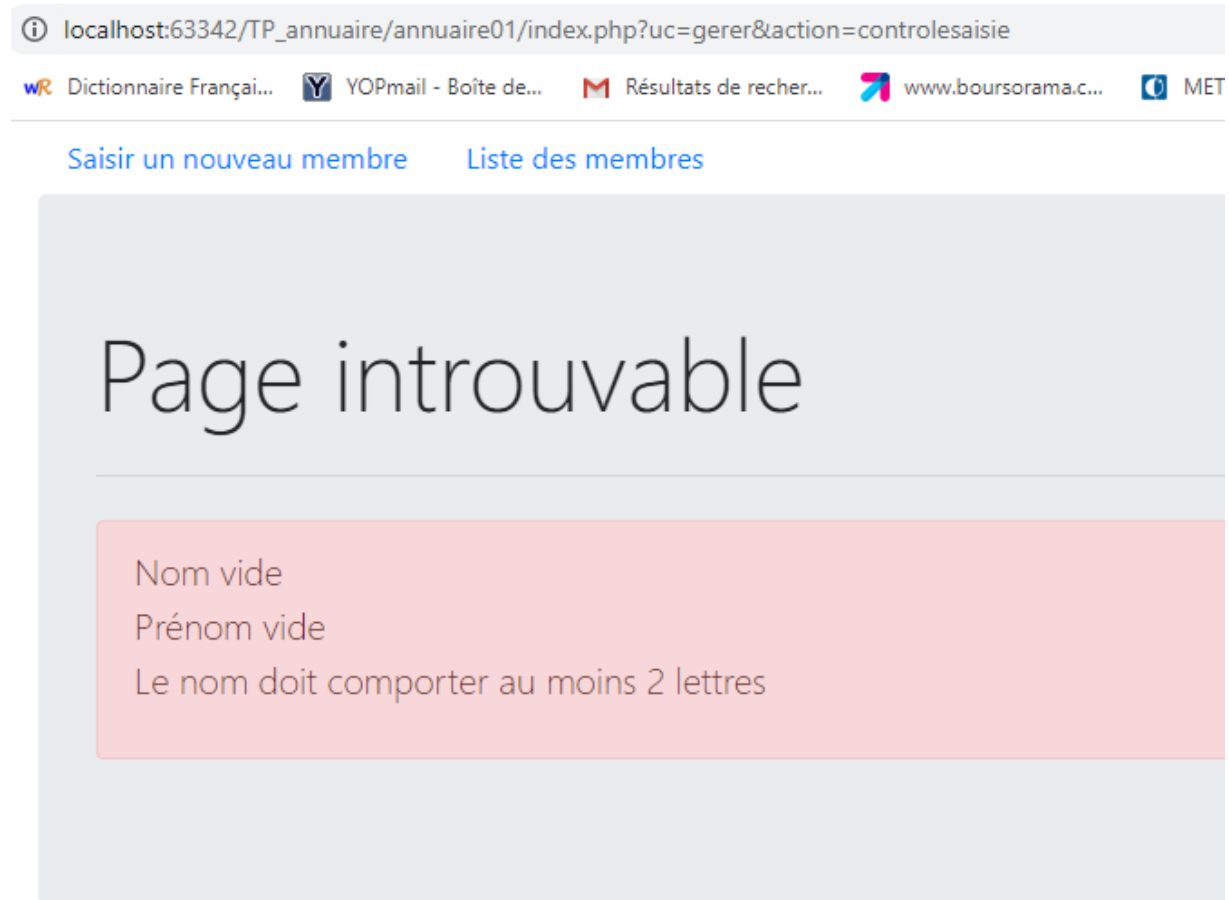 localhost:63342/TP_annuaire/annuaire01/index.php?uc=gerer&action=controlesaisie
wR Dictionnaire Françai... Y YOPmail - Boîte de... M Résultats de recher... www.boursorama.c... MET
Saisir un nouveau membre Liste des membres
Page introuvable
Nom vide
Prénom vide
Le nom doit comporter au moins 2 lettres